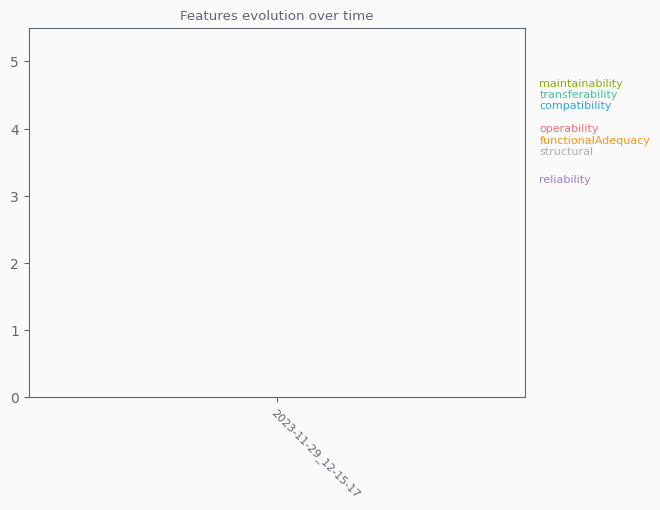 Features evolution over time
5
4
3
2
1
0
2023-11-29_12-15-17
maintainability
transferability
compatibility
operability
functionalAdequacy
structural
reliability